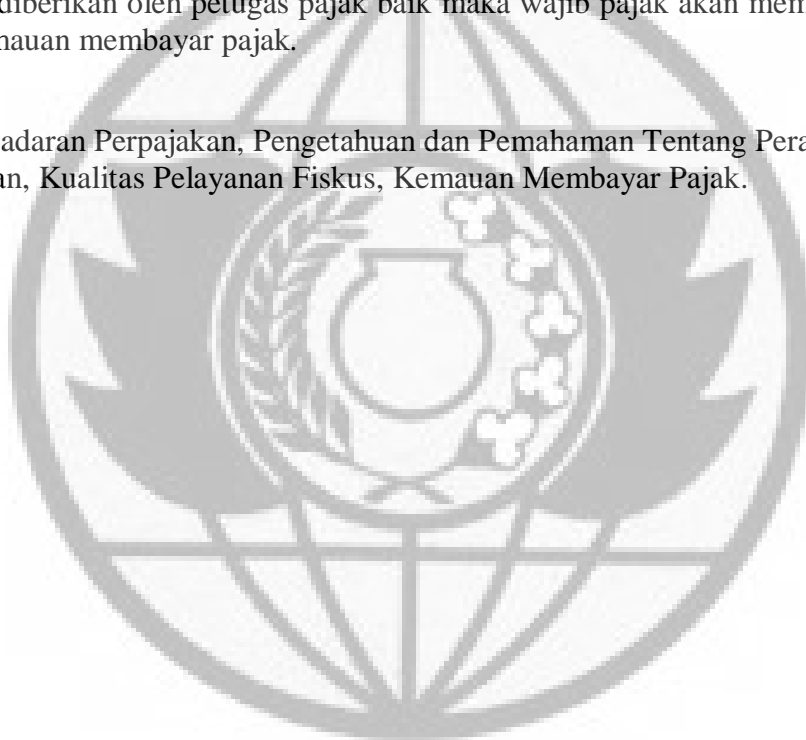 diberikan oleh petugas pajak baik maka wajib pajak akan mem
mauan membayar pajak.
adaran Perpajakan, Pengetahuan dan Pemahaman Tentang Pera
an, Kualitas Pelayanan Fiskus, Kemauan Membayar Pajak.